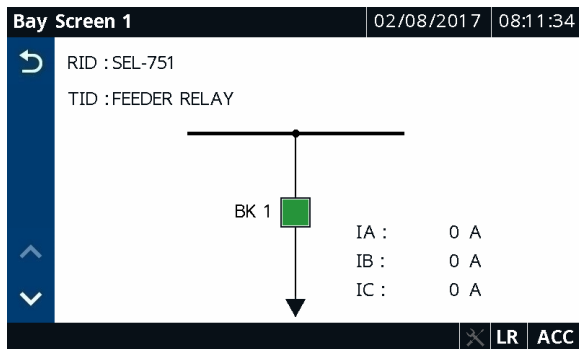 Bay Screen 1 02/08/2017 08:11:34
RID : SEL-751
TID : FEEDER RELAY
BK 1
IA : 0 A
IB : 0 A
IC : 0 A
LR ACC